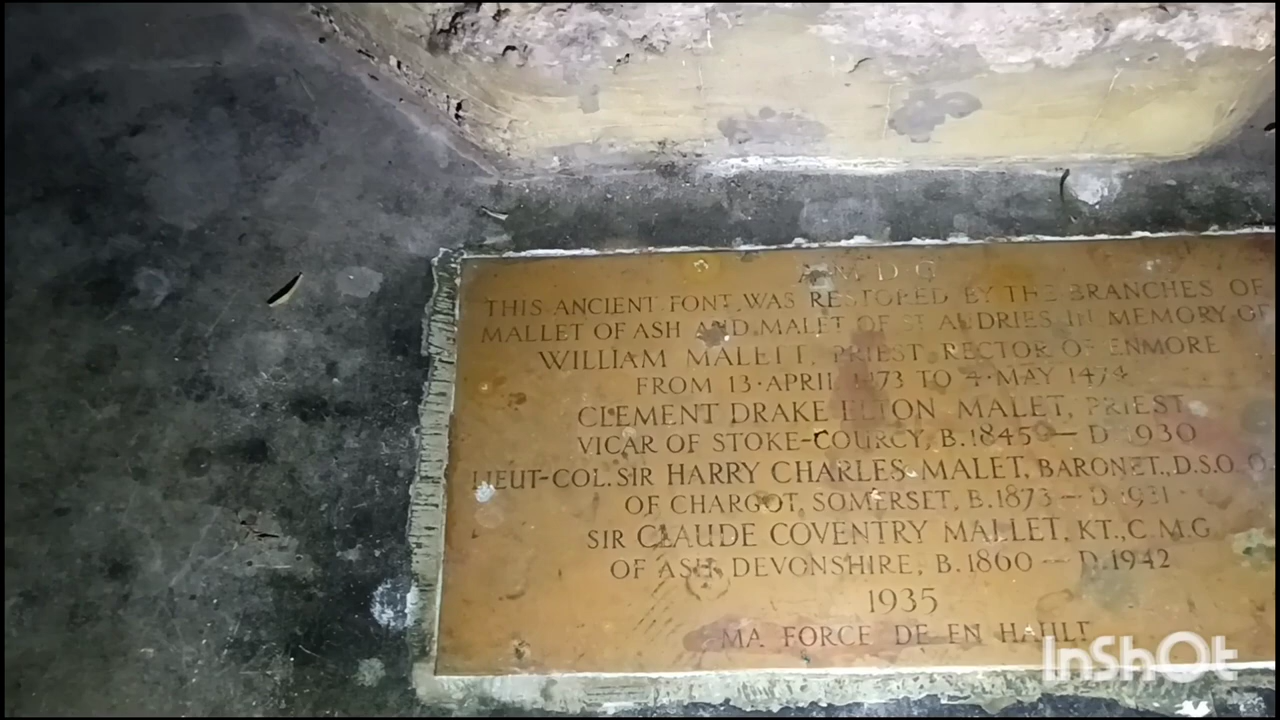 A M D G
THIS ANCIENT FONT WAS RESTORED BY THE BRANCHES OF
MALLET OF ASH AND MALET OF ST AUDRIES IN MEMORY OF
WILLIAM MALETT, PRIEST, RECTOR OF ENMORE
FROM 13·APRIL 1473 TO 4·MAY 1474
CLEMENT DRAKE ELTON MALET, PRIEST
VICAR OF STOKE-COURCY, B.1845 — D.1930
LIEUT-COL. SIR HARRY CHARLES MALET, BARONET., D.S.O.
OF CHARGOT, SOMERSET, B.1873 — D.1931
SIR CLAUDE COVENTRY MALLET, KT., C.M.G
OF ASH, DEVONSHIRE, B.1860 — D.1942
1935
MA FORCE DE EN HAULT
InShOt